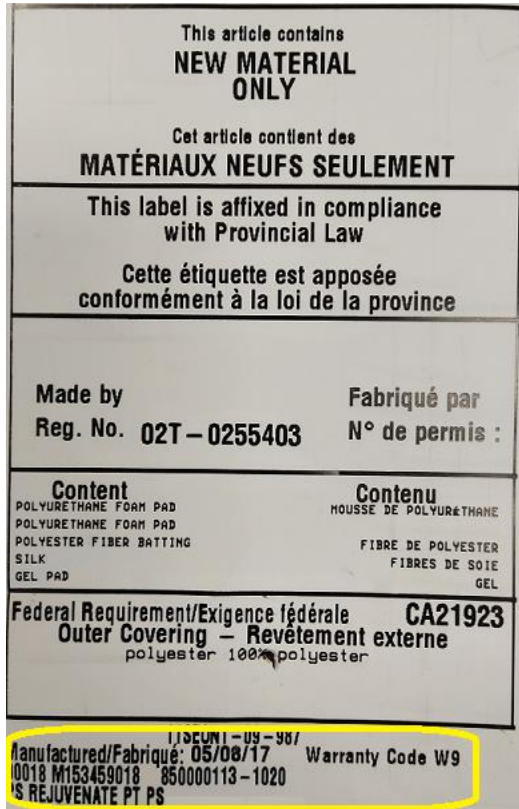 This article contains
NEW MATERIAL
ONLY
Cet article contient des
MATÉRIAUX NEUFS SEULEMENT
This label is affixed in compliance
with Provincial Law
Cette étiquette est apposée
conformément à la loi de la province
Made by Fabriqué par
Reg. No. 02T-0255403 N° de permis :
Content Contenu
POLYURETHANE FOAM PAD MOUSSE DE POLYURÉTHANE
POLYURETHANE FOAM PAD
POLYESTER FIBER BATTING FIBRE DE POLYESTER
SILK FIBRES DE SOIE
GEL PAD GEL
Federal Requirement/Exigence fédérale CA21923
Outer Covering – Revêtement externe
polyester 100% polyester
Manufactured/Fabriqué: 05/08/17 Warranty Code W9
0018 M153459018 850000113-1020
PS REJUVENATE PT PS